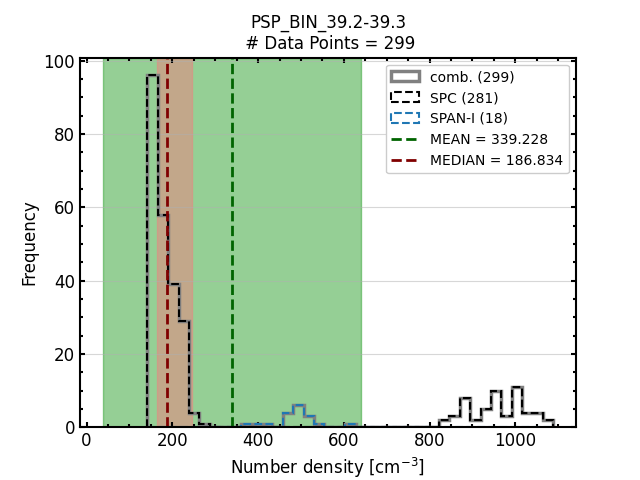 PSP_BIN_39.2-39.3
# Data Points = 299
comb. (299)
SPC (281)
SPAN-I (18)
MEAN = 339.228
MEDIAN = 186.834
Frequency
100
80
60
40
20
0
0 200 400 600 800 1000
Number density [cm⁻³]